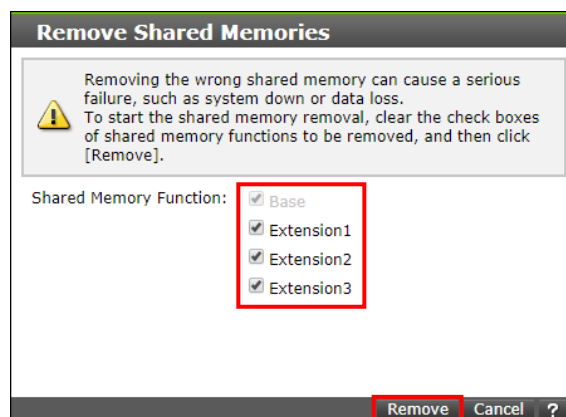 Remove Shared Memories
Removing the wrong shared memory can cause a serious
failure, such as system down or data loss.
To start the shared memory removal, clear the check boxes
of shared memory functions to be removed, and then click
[Remove].
Shared Memory Function:
Base
Extension1
Extension2
Extension3
Remove Cancel ?